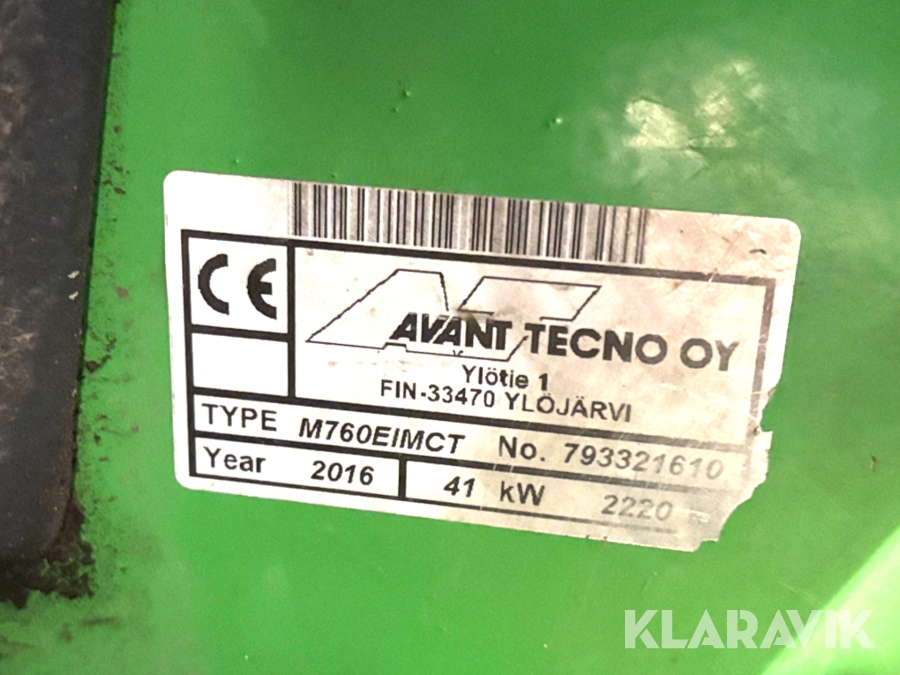 CE
AT
AVANT TECNO OY
Ylötie 1
FIN-33470 YLÖJÄRVI
TYPE M760EIMCT No. 793321610
Year 2016 41 kW 2220
KLARAVIK